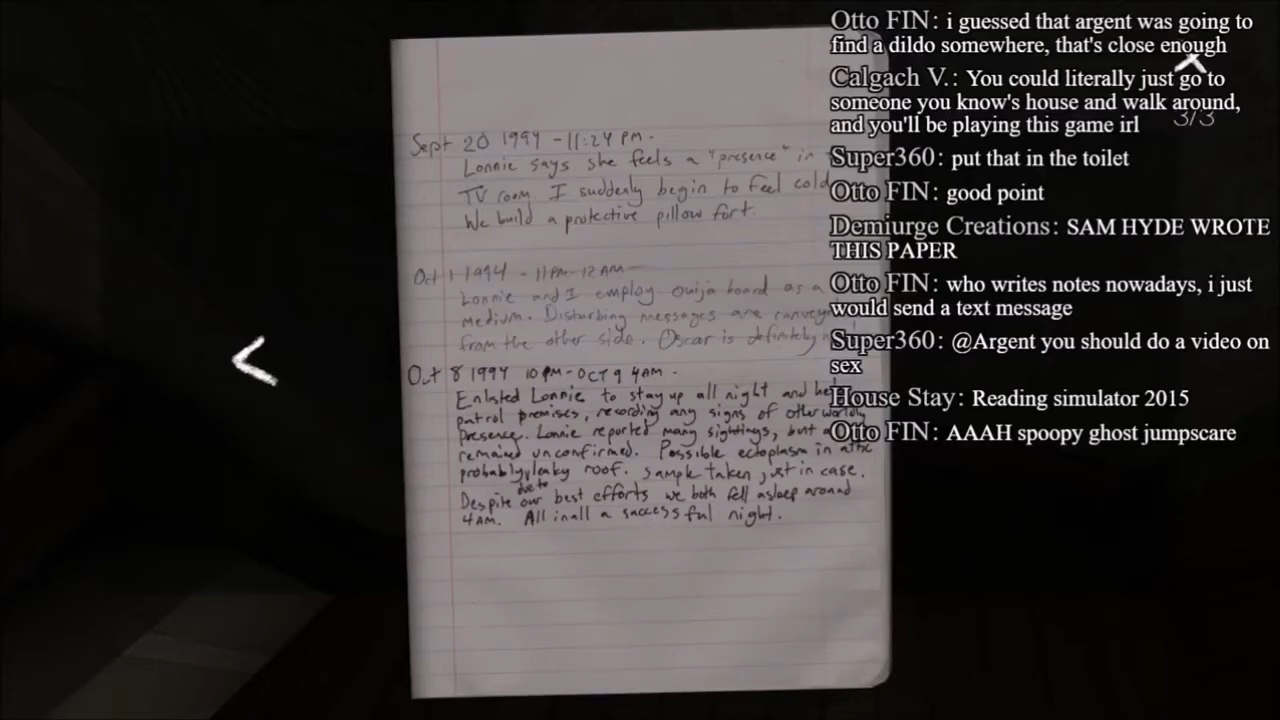 Sept 20 1994 - 11:24 PM -
Lonnie says she feels a "presence" in
TV room. I suddenly begin to feel cold
We build a protective pillow fort.
Oct 1 1994 - 11PM-12AM -
Lonnie and I employ ouija board as a
medium. Disturbing messages are
from the other side. Oscar is definitely
Oct 8 1994 10PM - OCT 9 4AM -
Enlisted Lonnie to stay up all night and
patrol premises, recording any signs of otherworldly
presence. Lonnie reported many sightings, but
remained unconfirmed. Possible ectoplasm in attic
probably leaky roof. Sample taken just in case.
due to
Despite our best efforts we both fell asleep around
4AM. All in all a successful night.
Otto FIN: i guessed that argent was going to
find a dildo somewhere, that's close enough
Calgach V.: You could literally just go to
someone you know's house and walk around,
and you'll be playing this game irl
3/3
Super360: put that in the toilet
Otto FIN: good point
Demiurge Creations: SAM HYDE WROTE
THIS PAPER
Otto FIN: who writes notes nowadays, i just
would send a text message
Super360: @Argent you should do a video on
sex
House Stay: Reading simulator 2015
Otto FIN: AAAH spoopy ghost jumpscare